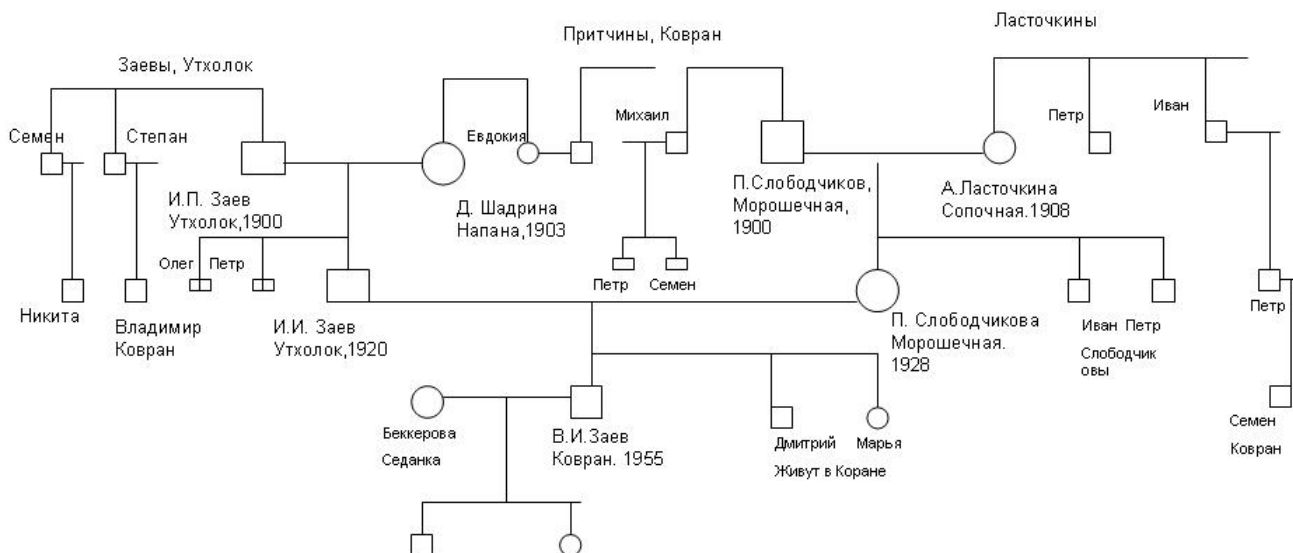 Ласточкины
Притчины, Ковран
Заевы, Утхолок
Михаил
Иван
Петр
Семен
Степан
Евдокия
И.П. Заев
Утхолок,1900
Д. Шадрина
Напана,1903
П.Слободчиков,
Морошечная,
1900
А.Ласточкина
Сопочная.1908
Олег Петр
Петр
Семен
Никита
Владимир
Ковран
И.И. Заев
Утхолок,1920
П. Слободчикова
Морошечная.
1928
Иван Петр
Слободчик
овы
Петр
Беккерова
Седанка
В.И.Заев
Ковран. 1955
Дмитрий
Марья
Живут в Коране
Семен
Ковран